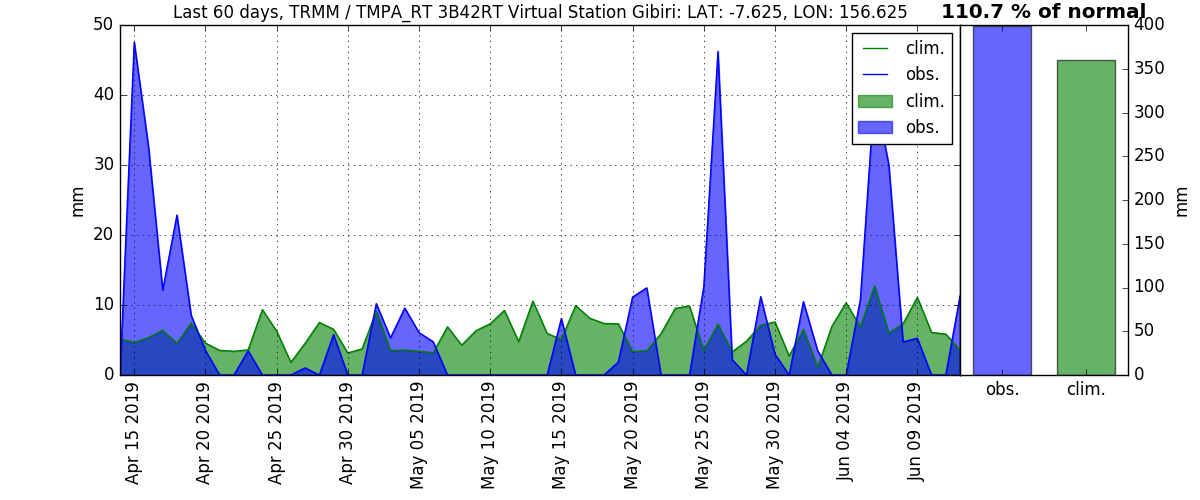 Last 60 days, TRMM / TMPA_RT 3B42RT Virtual Station Gibiri: LAT: -7.625, LON: 156.625
110.7 % of normal
50
40
30
20
10
0
mm
clim.
obs.
clim.
obs.
400
350
300
250
200
150
100
50
0
mm
Apr 15 2019
Apr 20 2019
Apr 25 2019
Apr 30 2019
May 05 2019
May 10 2019
May 15 2019
May 20 2019
May 25 2019
May 30 2019
Jun 04 2019
Jun 09 2019
obs.
clim.